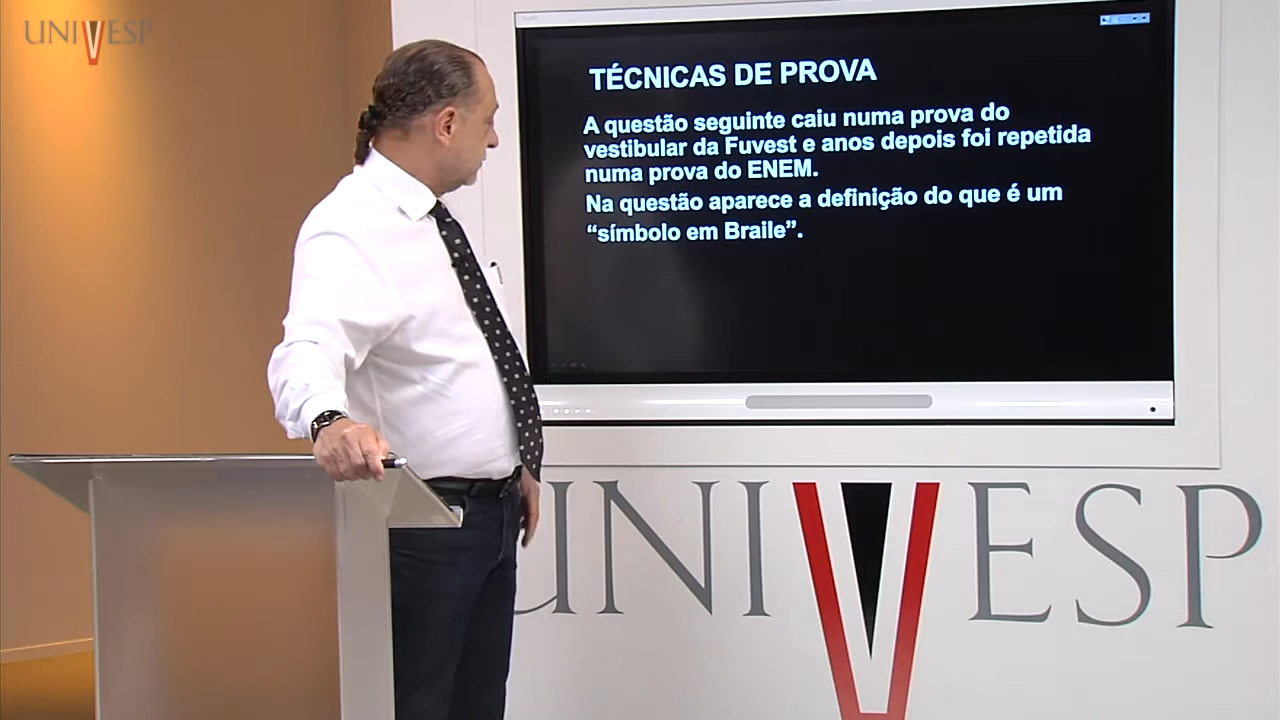 UNIVESP
TÉCNICAS DE PROVA
A questão seguinte caiu numa prova do
vestibular da Fuvest e anos depois foi repetida
numa prova do ENEM.
Na questão aparece a definição do que é um
“símbolo em Braile”.
UNIVESP